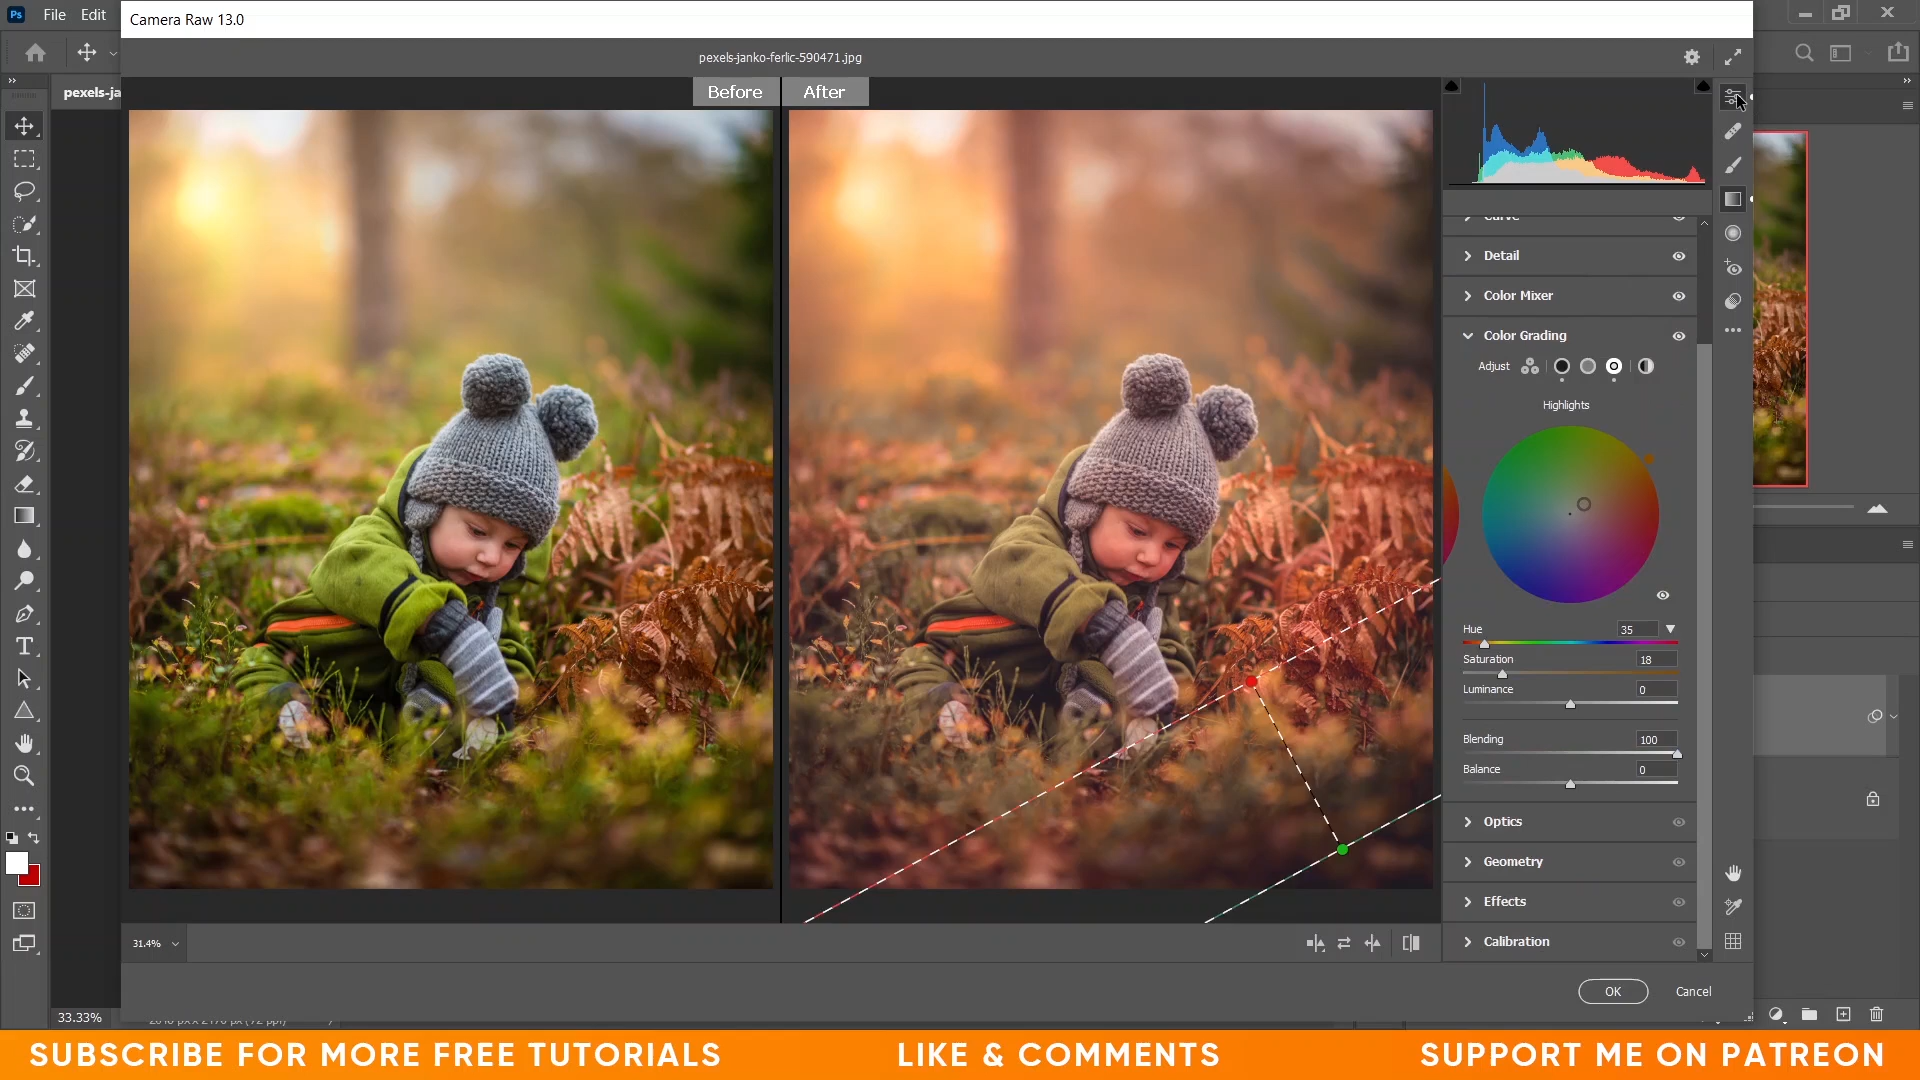 Ps File Edit
Camera Raw 13.0
pexels-janko-ferlic-590471.jpg
pexels-ja
Before After
Curve
Detail
Color Mixer
Color Grading
Adjust
Highlights
Hue 35
Saturation 18
Luminance 0
Blending 100
Balance 0
Optics
Geometry
Effects
Calibration
31.4%
OK Cancel
33.33%
SUBSCRIBE FOR MORE FREE TUTORIALS LIKE & COMMENTS SUPPORT ME ON PATREON